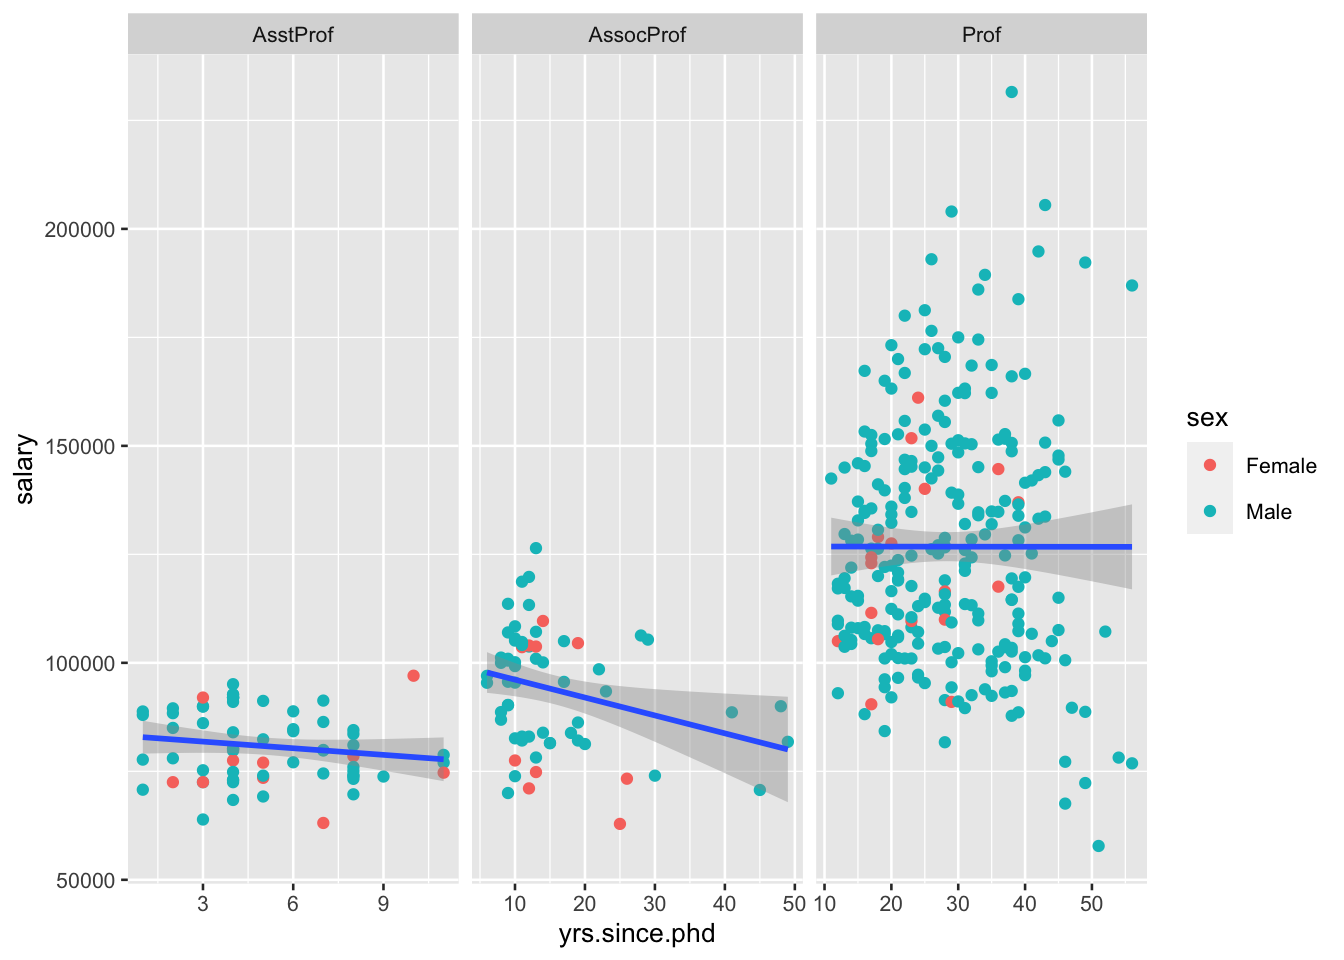 AsstProf AssocProf Prof
200000
150000
100000
50000
salary
3 6 9 10 20 30 40 50 10 20 30 40 50
yrs.since.phd
sex
Female
Male